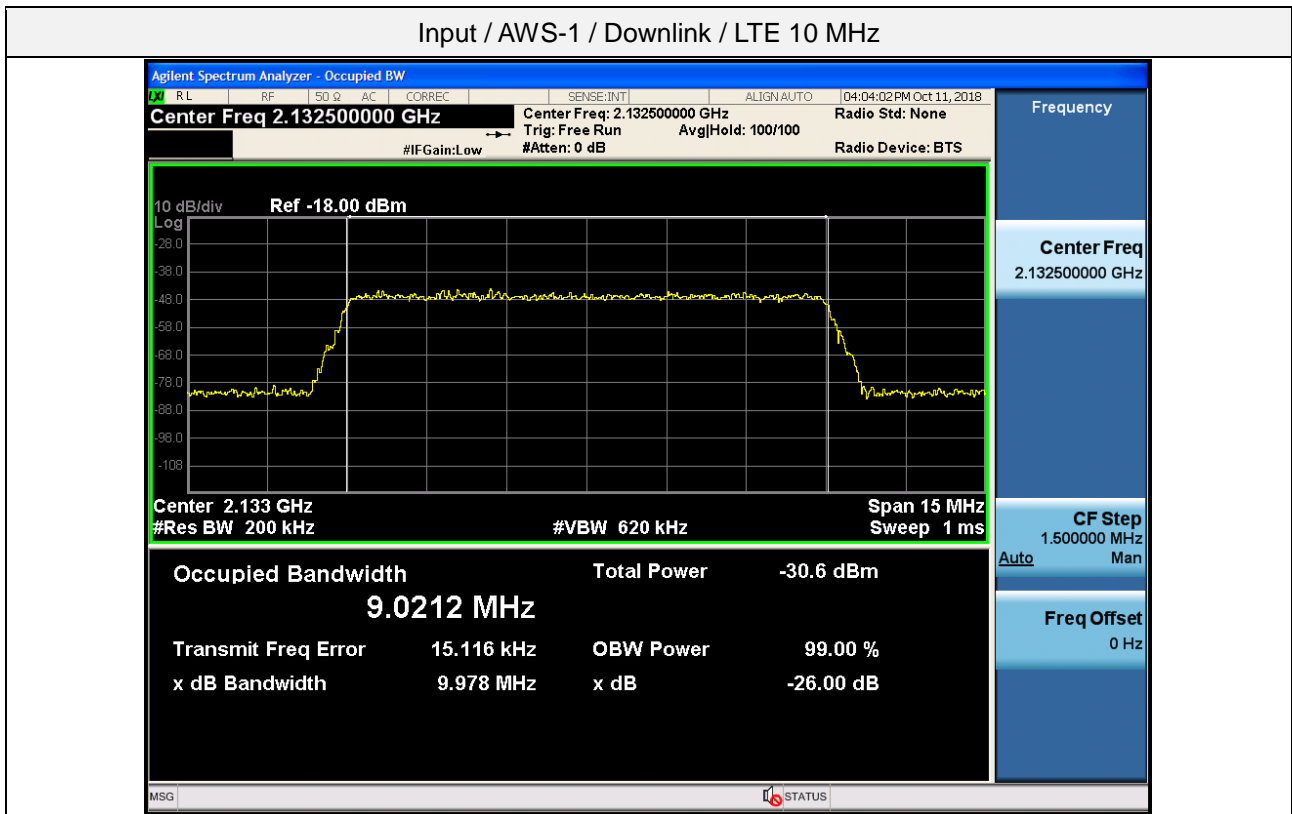 Input / AWS-1 / Downlink / LTE 10 MHz
Agilent Spectrum Analyzer - Occupied BW
LXI RL RF 50 Ω AC CORREC SENSE:INT ALIGN AUTO 04:04:02 PM Oct 11, 2018
Center Freq 2.132500000 GHz
Center Freq: 2.132500000 GHz
Radio Std: None
Trig: Free Run Avg|Hold: 100/100
#IFGain:Low #Atten: 0 dB Radio Device: BTS
Frequency
10 dB/div Ref -18.00 dBm
Log
-28.0
-38.0
-48.0
-58.0
-68.0
-78.0
-88.0
-98.0
-108
Center 2.133 GHz Span 15 MHz
#Res BW 200 kHz #VBW 620 kHz Sweep 1 ms
Center Freq
2.132500000 GHz
CF Step
1.500000 MHz
Auto Man
Freq Offset
0 Hz
Occupied Bandwidth Total Power -30.6 dBm
9.0212 MHz
Transmit Freq Error 15.116 kHz OBW Power 99.00 %
x dB Bandwidth 9.978 MHz x dB -26.00 dB
MSG STATUS